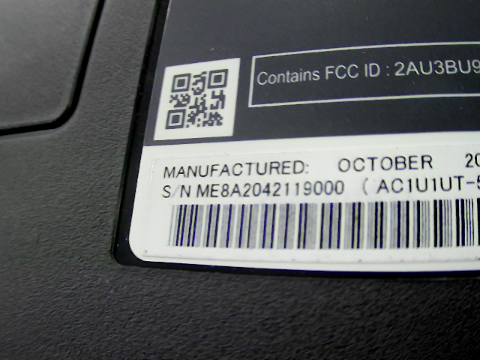 Contains FCC ID : 2AU3BU9
MANUFACTURED: OCTOBER 20
S/N ME8A2042119000 ( AC1U1UT-5